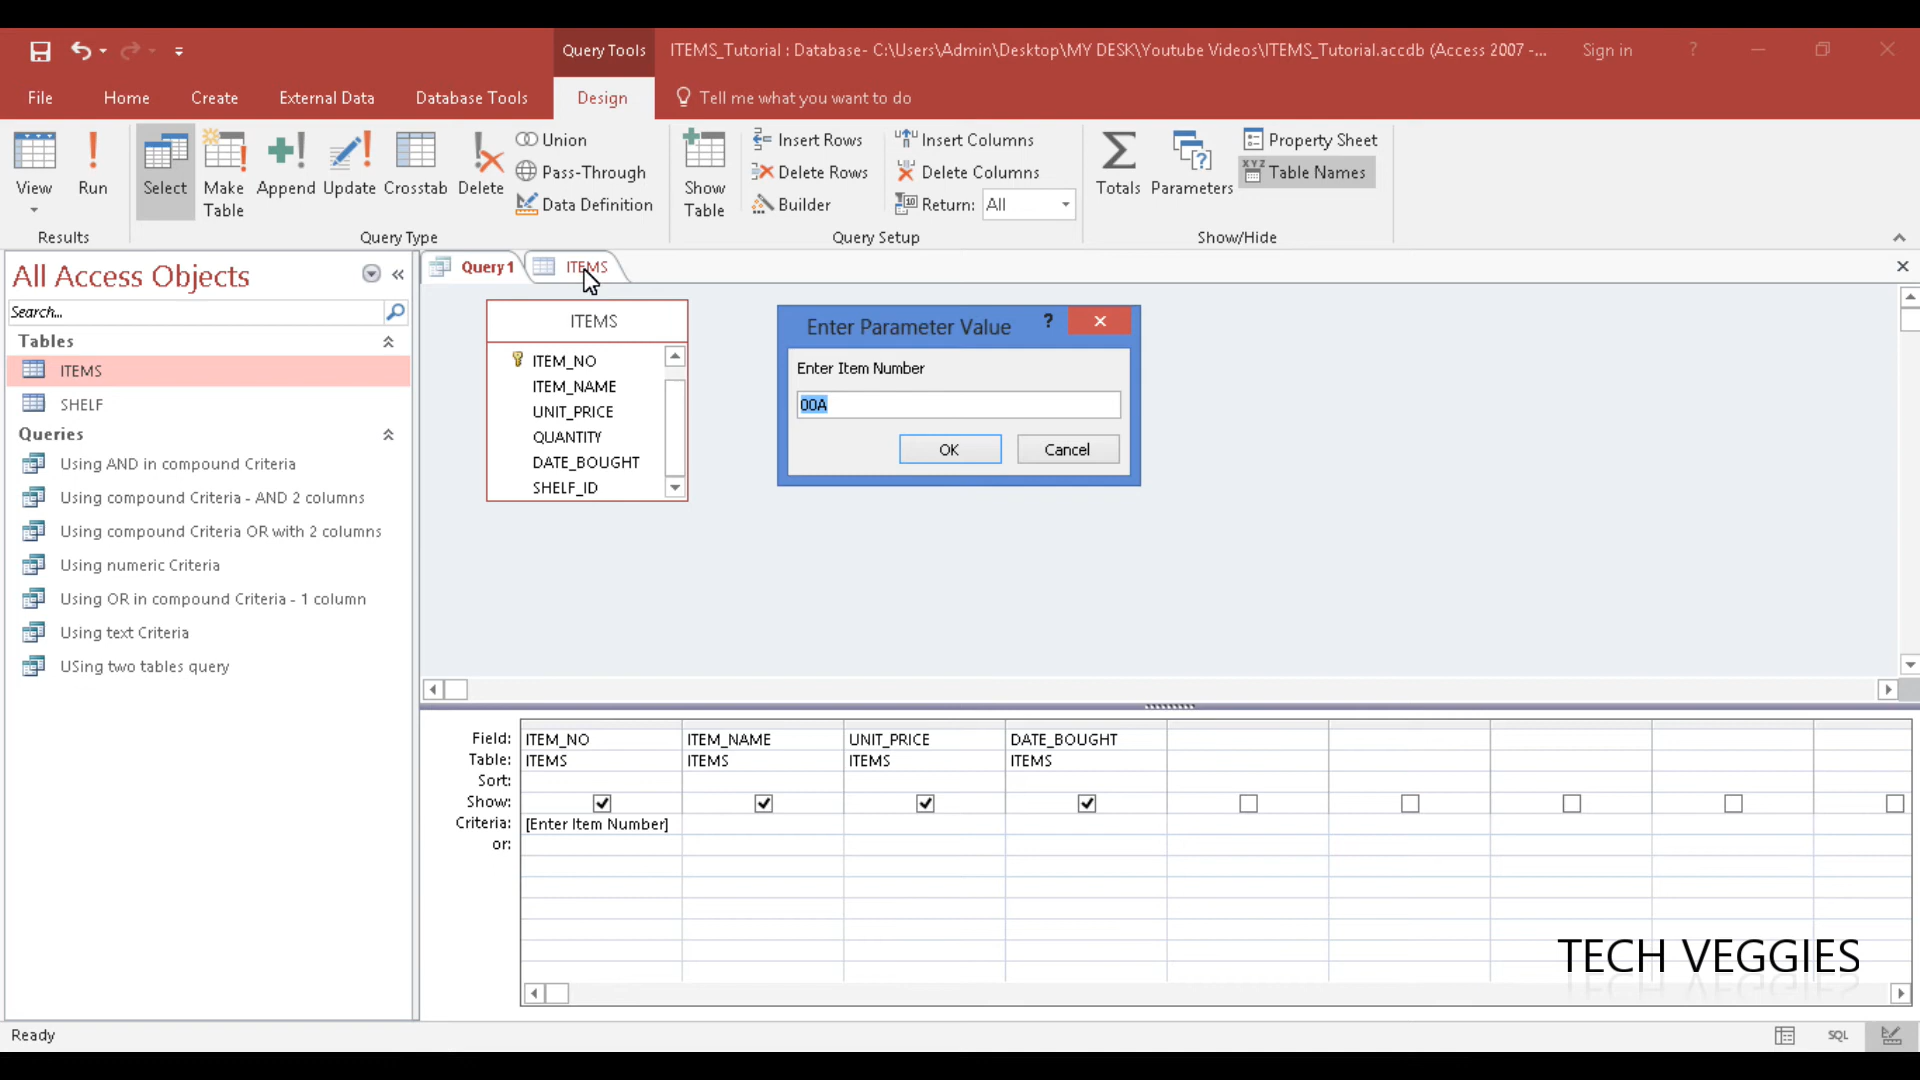 Query Tools
ITEMS_Tutorial : Database- C:\Users\Admin\Desktop\MY DESK\Youtube Videos\ITEMS_Tutorial.accdb (Access 2007 -...
Sign in
?
File
Home
Create
External Data
Database Tools
Design
Tell me what you want to do
View
Run
Select
Make Table
Append
Update
Crosstab
Delete
Union
Pass-Through
Data Definition
Show Table
Insert Rows
Delete Rows
Builder
Insert Columns
Delete Columns
Return: All
Totals
Parameters
Property Sheet
Table Names
Results
Query Type
Query Setup
Show/Hide
All Access Objects
Search...
Tables
ITEMS
SHELF
Queries
Using AND in compound Criteria
Using compound Criteria - AND 2 columns
Using compound Criteria OR with 2 columns
Using numeric Criteria
Using OR in compound Criteria - 1 column
Using text Criteria
USing two tables query
Query1
ITEMS
ITEMS
ITEM_NO
ITEM_NAME
UNIT_PRICE
QUANTITY
DATE_BOUGHT
SHELF_ID
Enter Parameter Value
?
Enter Item Number
00A
OK
Cancel
Field: ITEM_NO ITEM_NAME UNIT_PRICE DATE_BOUGHT
Table: ITEMS ITEMS ITEMS ITEMS
Sort:
Show:
Criteria: [Enter Item Number]
or:
TECH VEGGIES
Ready
SQL